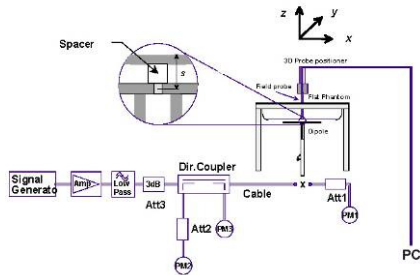 z y
x
3D Probe positioner
Spacer
s
Field probe
Flat Phantom
Dipole
Signal
Generato
Amp
Low
Pass
3dB
Att3
Dir.Coupler
Cable
x
Att1
PM1
Att2
PM3
PM2
PC